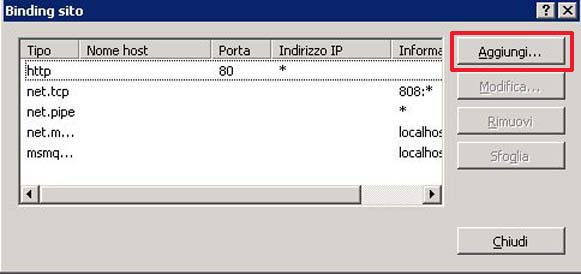 Binding sito
Tipo Nome host Porta Indirizzo IP Informa
http 80 *
net.tcp 808:*
net.pipe *
net.m... localhos
msmq... localhos
Aggiungi...
Modifica...
Rimuovi
Sfoglia
Chiudi